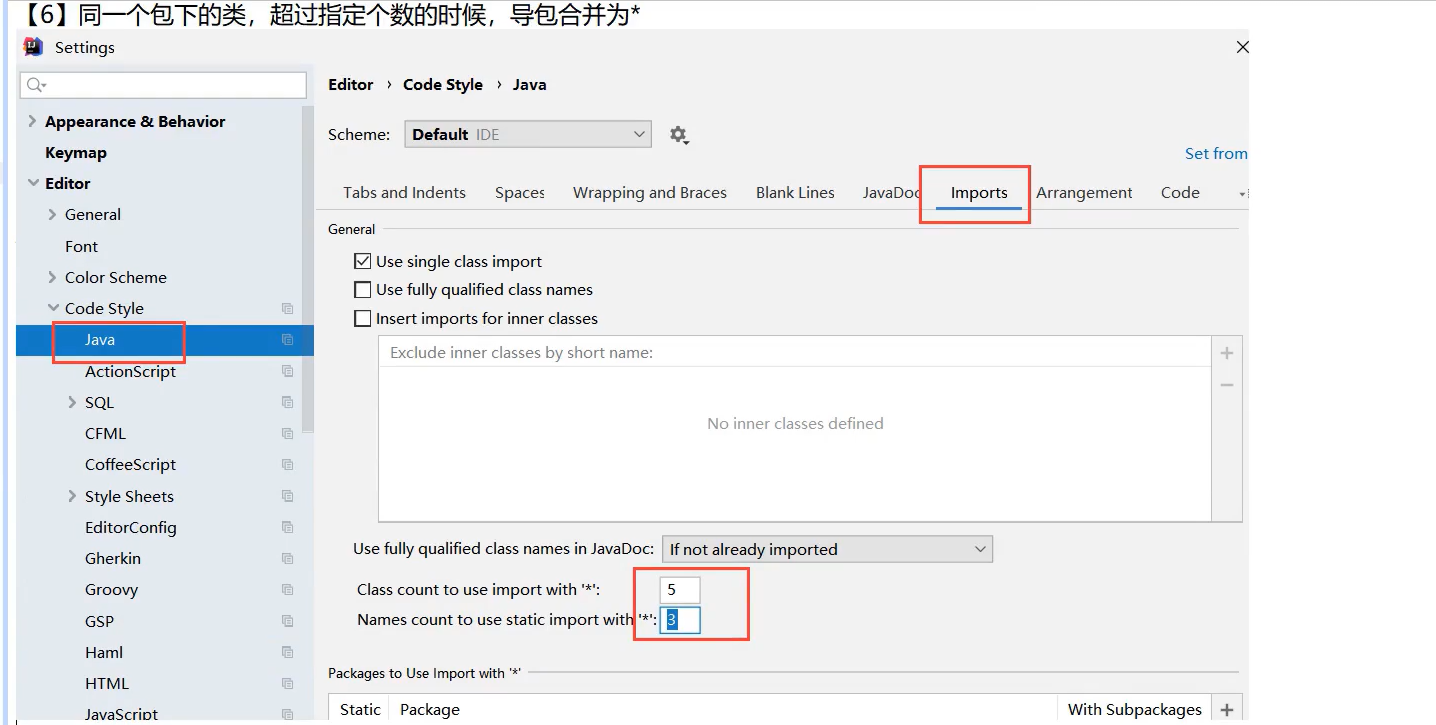 【6】同一个包下的类，超过指定个数的时候，导包合并为*
Settings
Editor › Code Style › Java
Scheme: Default IDE
Set from
Appearance & Behavior
Keymap
Editor
General
Font
Color Scheme
Code Style
Java
ActionScript
SQL
CFML
CoffeeScript
Style Sheets
EditorConfig
Gherkin
Groovy
GSP
Haml
HTML
JavaScript
Tabs and Indents Spaces Wrapping and Braces Blank Lines JavaDoc Imports Arrangement Code
General
Use single class import
Use fully qualified class names
Insert imports for inner classes
Exclude inner classes by short name:
No inner classes defined
Use fully qualified class names in JavaDoc: If not already imported
Class count to use import with '*': 5
Names count to use static import with '*': 3
Packages to Use Import with '*'
Static Package With Subpackages